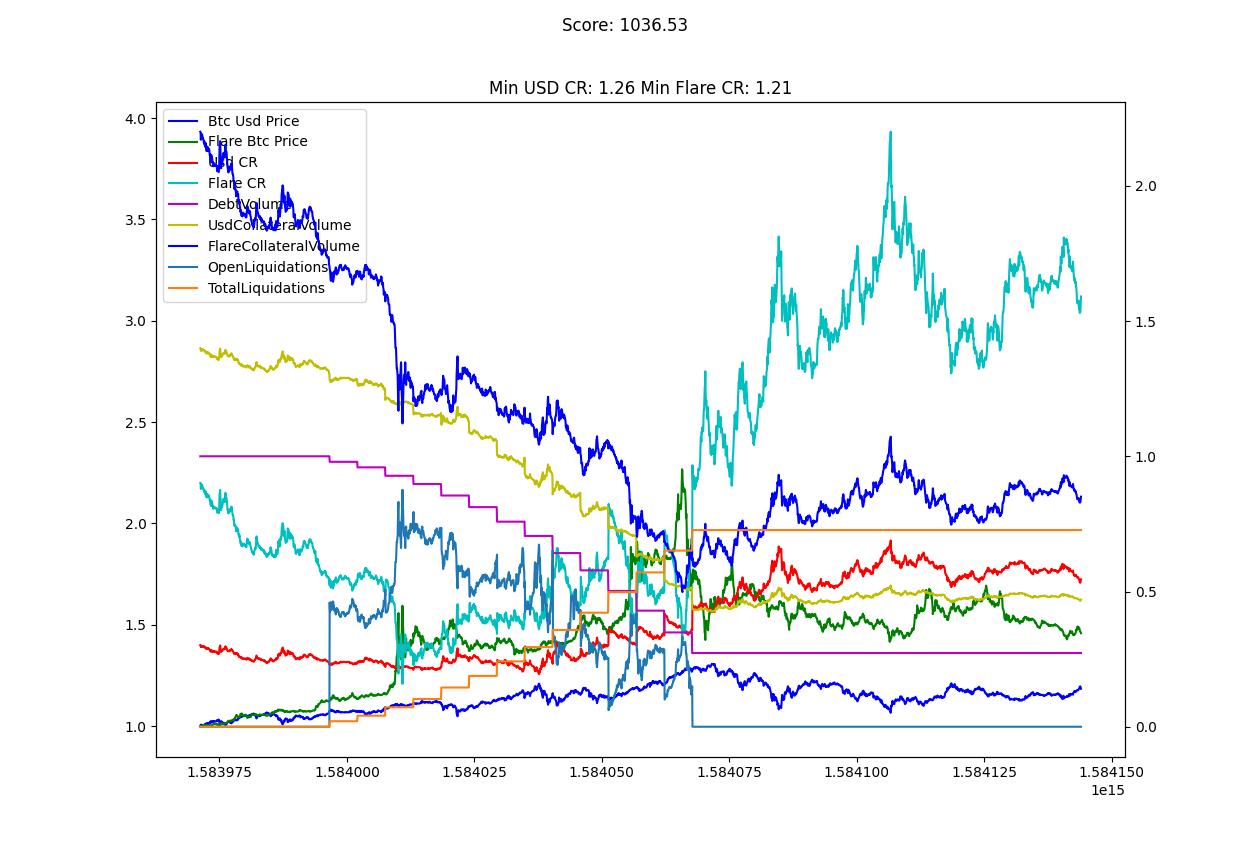 Score: 1036.53
Min USD CR: 1.26 Min Flare CR: 1.21
Btc Usd Price
Flare Btc Price
Usd CR
Flare CR
DebtVolume
UsdCollateralVolume
FlareCollateralVolume
OpenLiquidations
TotalLiquidations
4.0
3.5
3.0
2.5
2.0
1.5
1.0
2.0
1.5
1.0
0.5
0.0
1.583975 1.584000 1.584025 1.584050 1.584075 1.584100 1.584125 1.584150
1e15